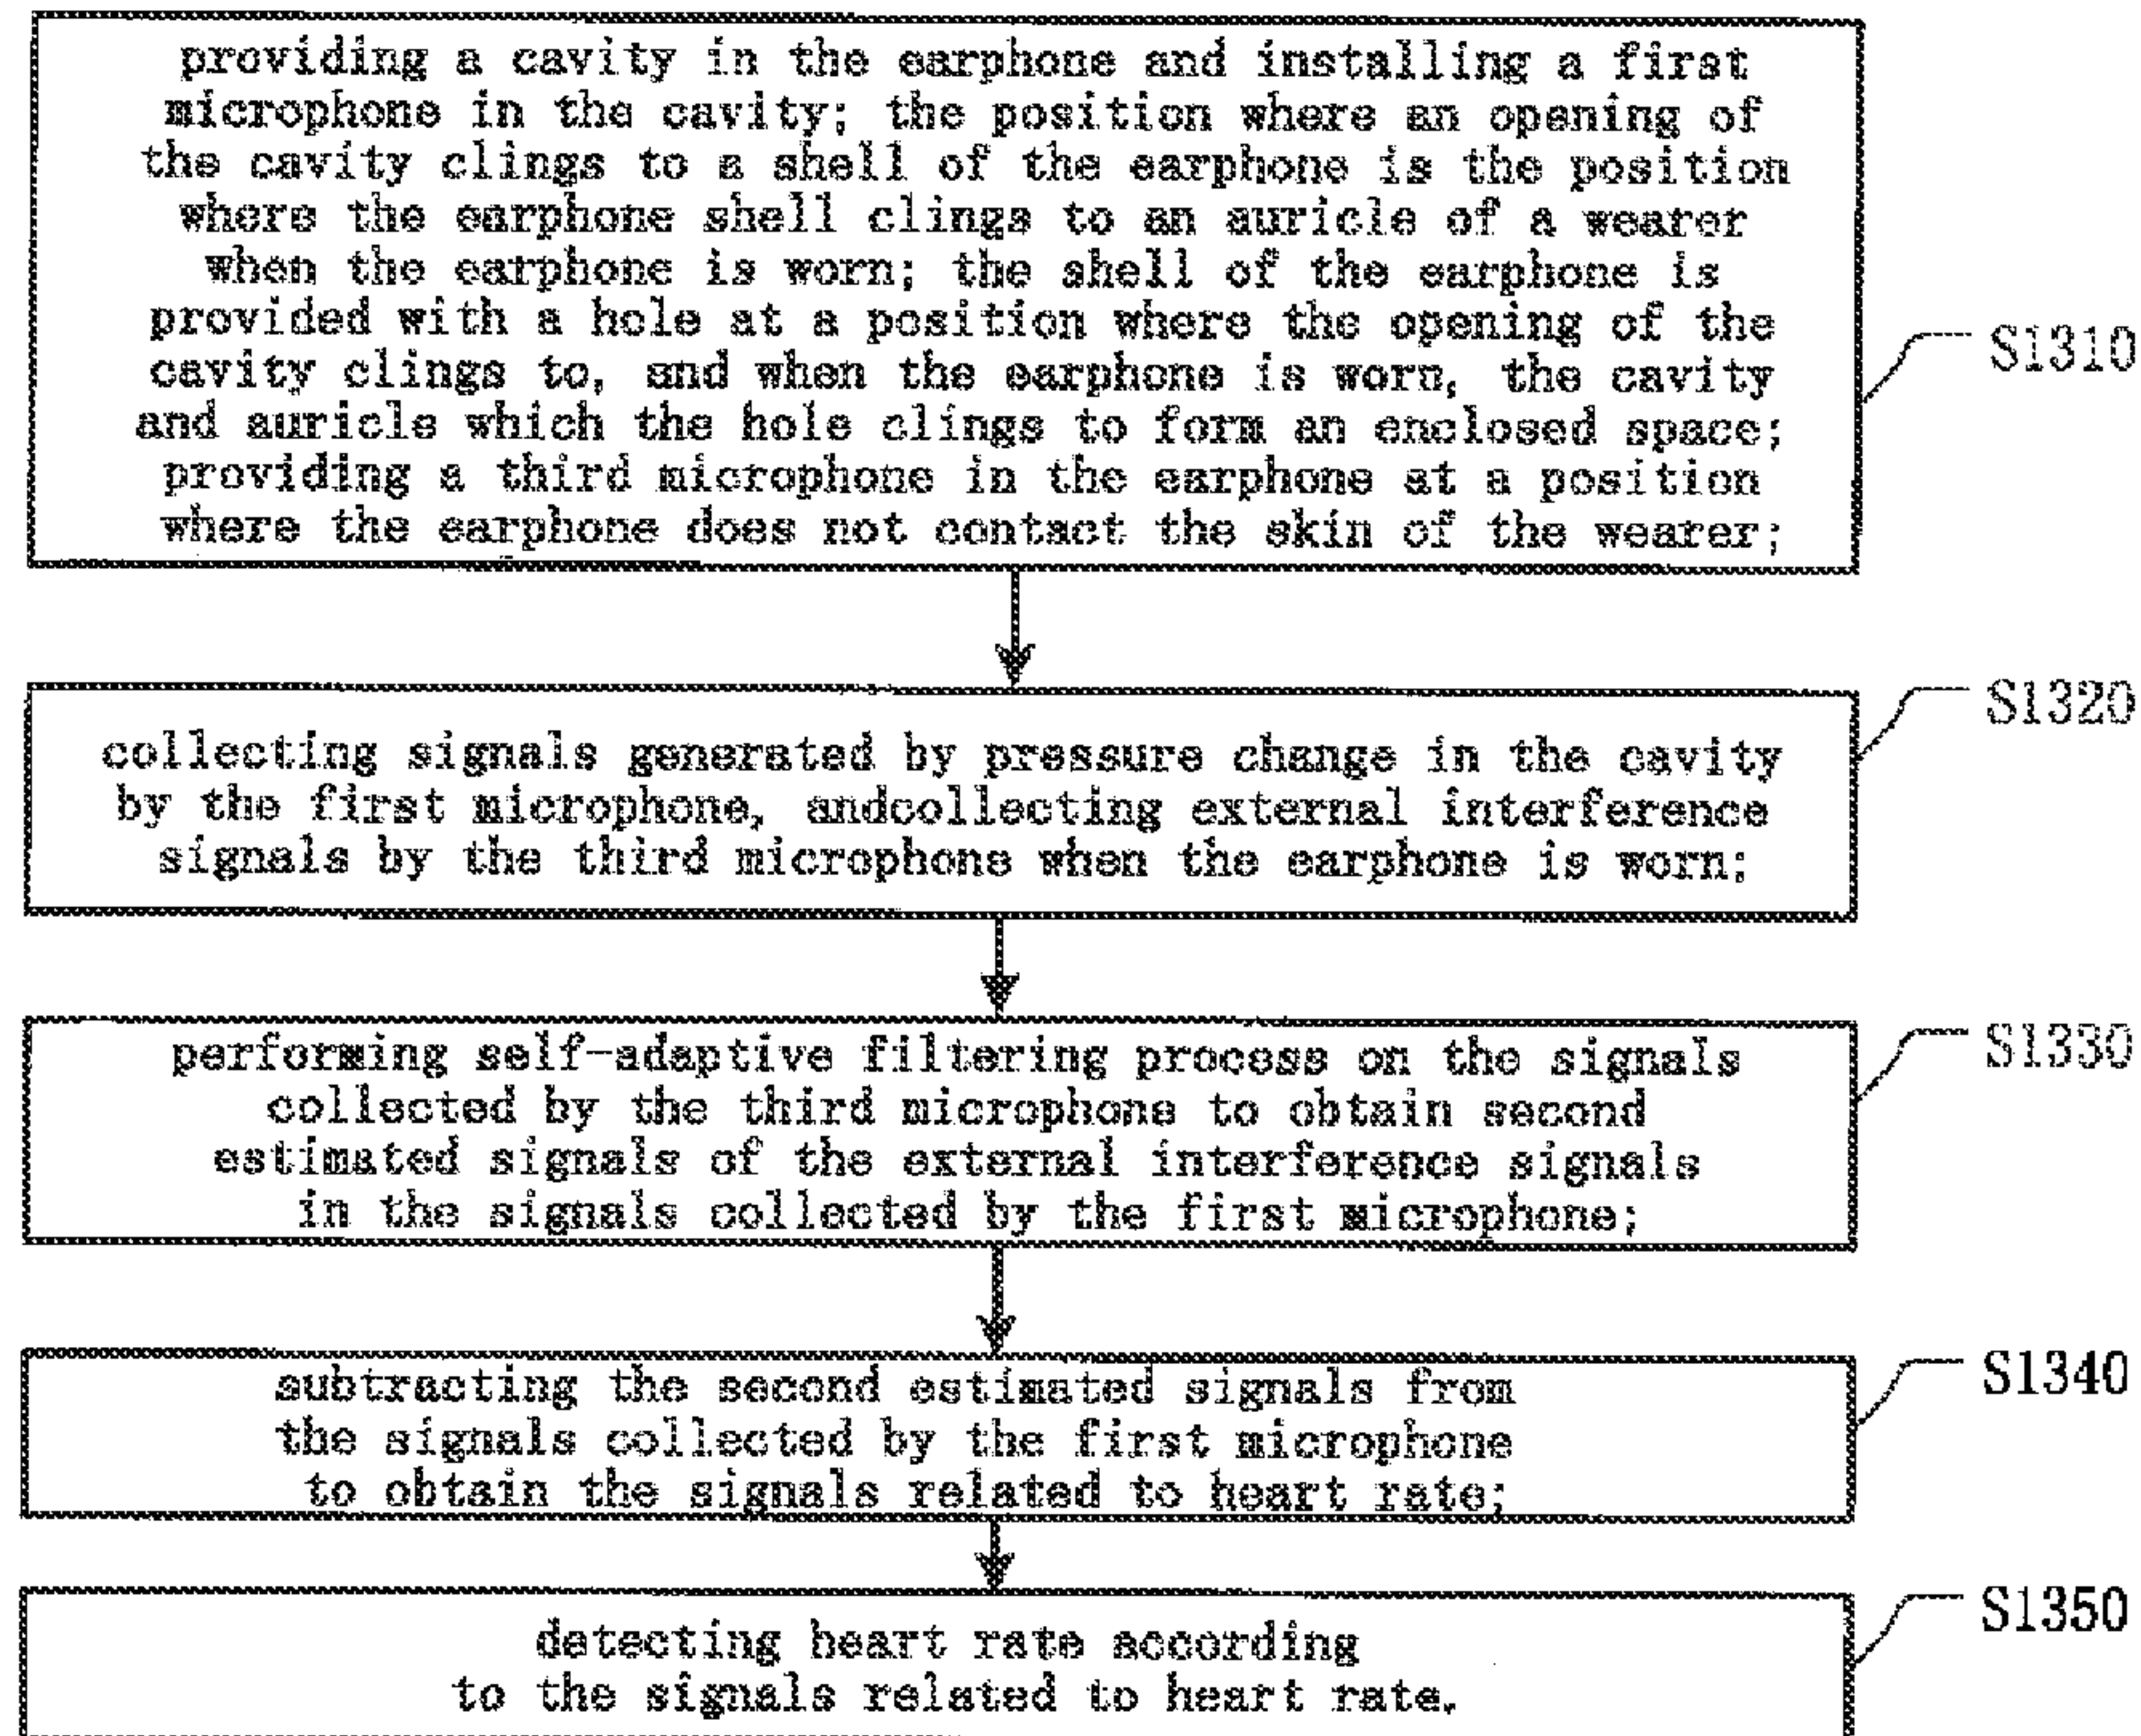 providing a cavity in the earphone and installing a first
microphone in the cavity; the position where an opening of
the cavity clings to a shell of the earphone is the position
where the earphone shell clings to an auricle of a wearer
when the earphone is worn; the shell of the earphone is
provided with a hole at a position where the opening of the
cavity clings to, and when the earphone is worn, the cavity
and auricle which the hole clings to form an enclosed space;
providing a third microphone in the earphone at a position
where the earphone does not contact the skin of the wearer;
S1310
collecting signals generated by pressure change in the cavity
by the first microphone, andcollecting external interference
signals by the third microphone when the earphone is worn;
S1320
performing self-adaptive filtering process on the signals
collected by the third microphone to obtain second
estimated signals of the external interference signals
in the signals collected by the first microphone;
S1330
subtracting the second estimated signals from
the signals collected by the first microphone
to obtain the signals related to heart rate;
S1340
detecting heart rate according
to the signals related to heart rate.
S1350